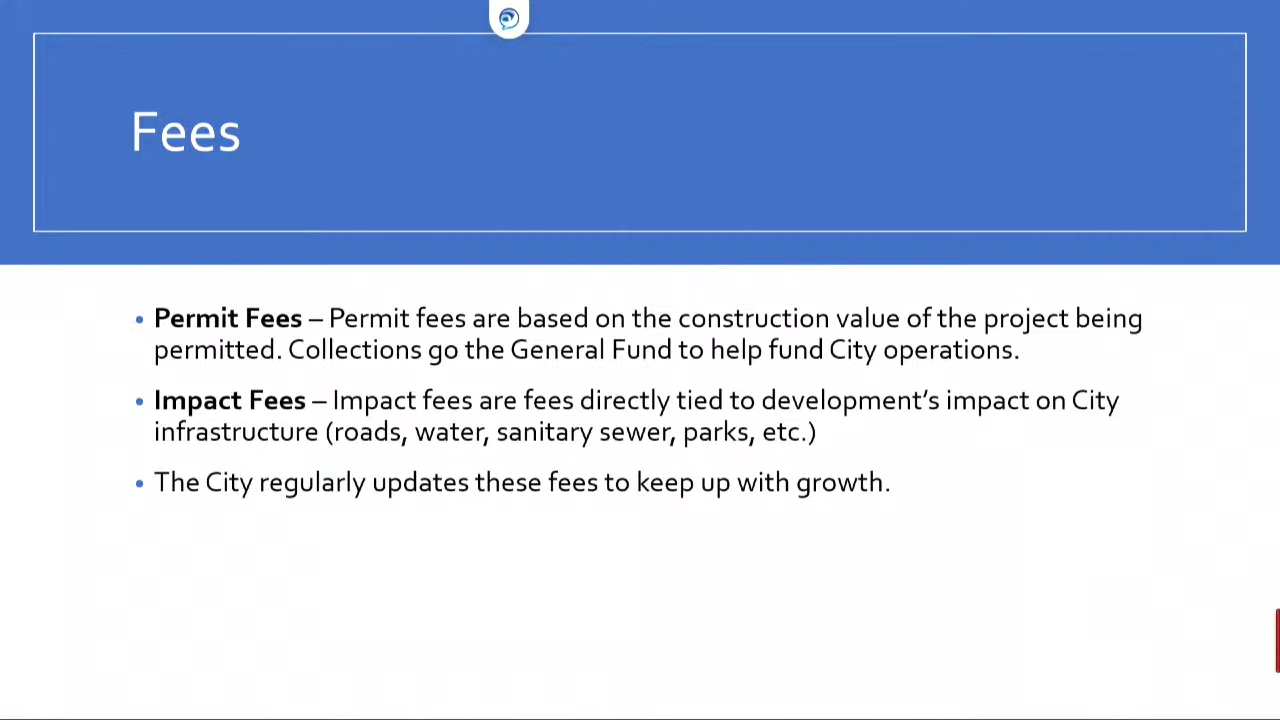 Fees
• Permit Fees – Permit fees are based on the construction value of the project being
permitted. Collections go the General Fund to help fund City operations.
• Impact Fees – Impact fees are fees directly tied to development’s impact on City
infrastructure (roads, water, sanitary sewer, parks, etc.)
• The City regularly updates these fees to keep up with growth.